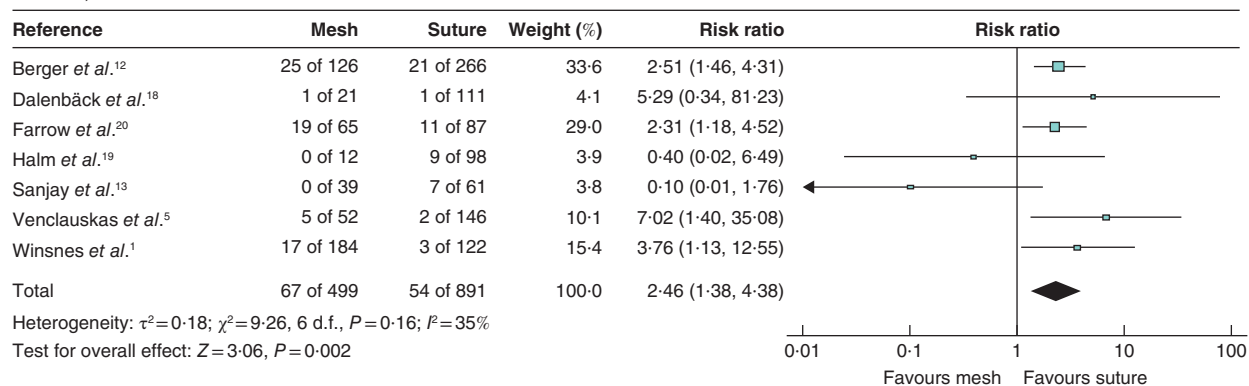 Reference Mesh Suture Weight (%) Risk ratio Risk ratio
Berger et al.¹² 25 of 126 21 of 266 33·6 2·51 (1·46, 4·31)
Dalenbäck et al.¹⁸ 1 of 21 1 of 111 4·1 5·29 (0·34, 81·23)
Farrow et al.²⁰ 19 of 65 11 of 87 29·0 2·31 (1·18, 4·52)
Halm et al.¹⁹ 0 of 12 9 of 98 3·9 0·40 (0·02, 6·49)
Sanjay et al.¹³ 0 of 39 7 of 61 3·8 0·10 (0·01, 1·76)
Venclauskas et al.⁵ 5 of 52 2 of 146 10·1 7·02 (1·40, 35·08)
Winsnes et al.¹ 17 of 184 3 of 122 15·4 3·76 (1·13, 12·55)
Total 67 of 499 54 of 891 100·0 2·46 (1·38, 4·38)
Heterogeneity: τ²=0·18; χ²=9·26, 6 d.f., P=0·16; I²=35%
Test for overall effect: Z=3·06, P=0·002
0·01 0·1 1 10 100
Favours mesh Favours suture